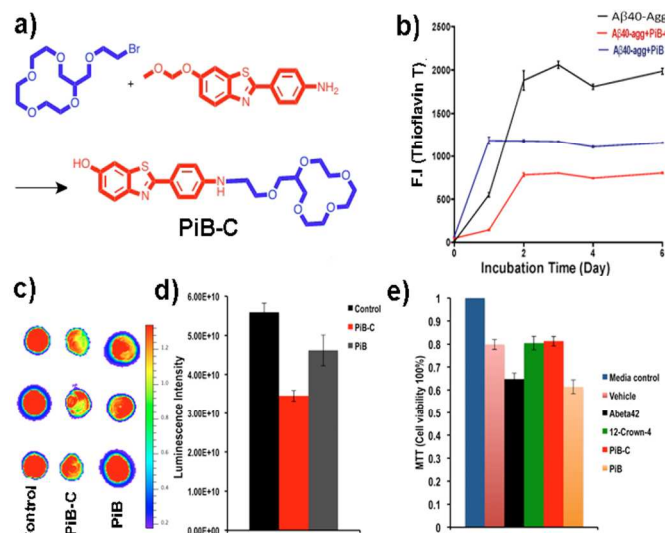 a)
O
O
O
O
O
Br
+
O
O
S
N
NH₂
HO
S
N
N
H
O
O
O
O
O
PiB-C
b)
Aβ40-Agg
Aβ40-agg+PiB-
Aβ40-agg+PiB
2000
1500
1000
500
0
0
1
2
3
4
6
F.I (Thioflavin T)
Incubation Time (Day)
c)
Control
PiB-C
PiB
1.2
1.0
0.8
0.6
0.4
0.2
d)
6.00E+10
5.00E+10
4.00E+10
3.00E+10
2.00E+10
1.00E+10
0.00E+00
Luminescence Intensity
Control
PiB-C
PiB
e)
1
0.9
0.8
0.7
0.6
0.5
0.4
0.3
0.2
0.1
0
MTT (Cell viability 100%)
Media control
Vehicle
Abeta42
12-Crown-4
PiB-C
PiB